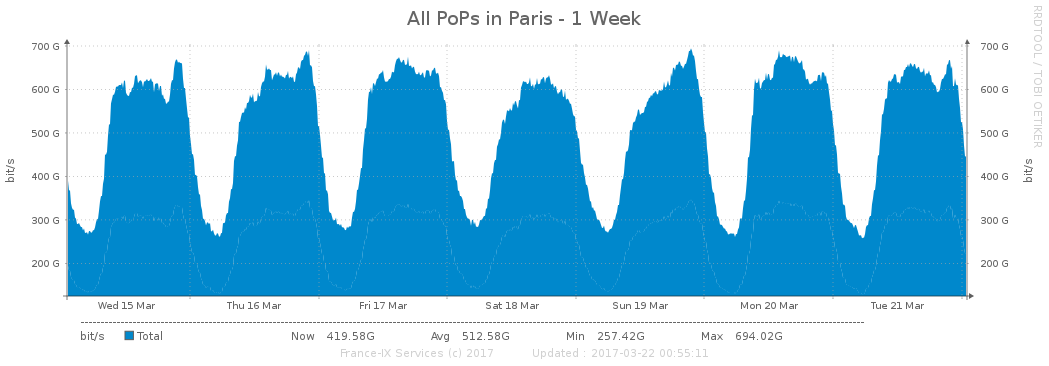 All PoPs in Paris - 1 Week
RRDTOOL / TOBI OETIKER
700 G 700 G
600 G 600 G
500 G 500 G
400 G 400 G
300 G 300 G
200 G 200 G
bit/s bit/s
Wed 15 Mar Thu 16 Mar Fri 17 Mar Sat 18 Mar Sun 19 Mar Mon 20 Mar Tue 21 Mar
bit/s Total Now 419.58G Avg 512.58G Min 257.42G Max 694.02G
France-IX Services (c) 2017 Updated : 2017-03-22 00:55:11